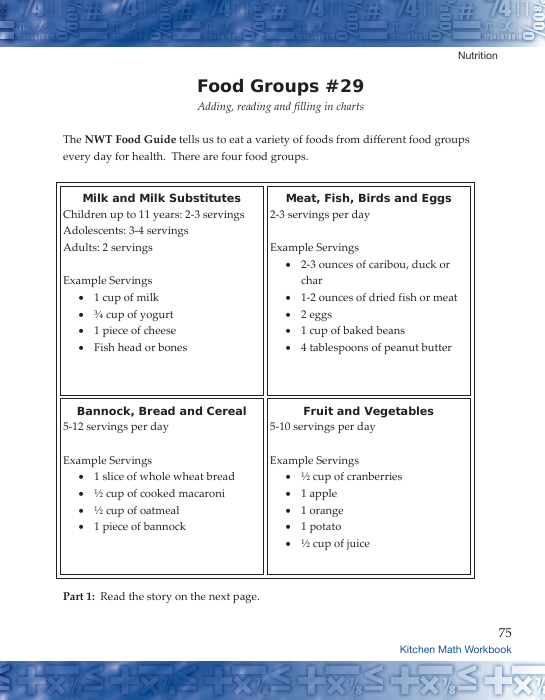 Nutrition
Food Groups #29
Adding, reading and filling in charts
The NWT Food Guide tells us to eat a variety of foods from different food groups
every day for health.  There are four food groups.
Milk and Milk Substitutes
Children up to 11 years: 2-3 servings
Adolescents: 3-4 servings
Adults: 2 servings
Example Servings
• 1 cup of milk
• ¾ cup of yogurt
• 1 piece of cheese
• Fish head or bones
Meat, Fish, Birds and Eggs
2-3 servings per day
Example Servings
• 2-3 ounces of caribou, duck or
char
• 1-2 ounces of dried fish or meat
• 2 eggs
• 1 cup of baked beans
• 4 tablespoons of peanut butter
Bannock, Bread and Cereal
5-12 servings per day
Example Servings
• 1 slice of whole wheat bread
• ½ cup of cooked macaroni
• ½ cup of oatmeal
• 1 piece of bannock
Fruit and Vegetables
5-10 servings per day
Example Servings
• ½ cup of cranberries
• 1 apple
• 1 orange
• 1 potato
• ½ cup of juice
Part 1:  Read the story on the next page.
75
Kitchen Math Workbook